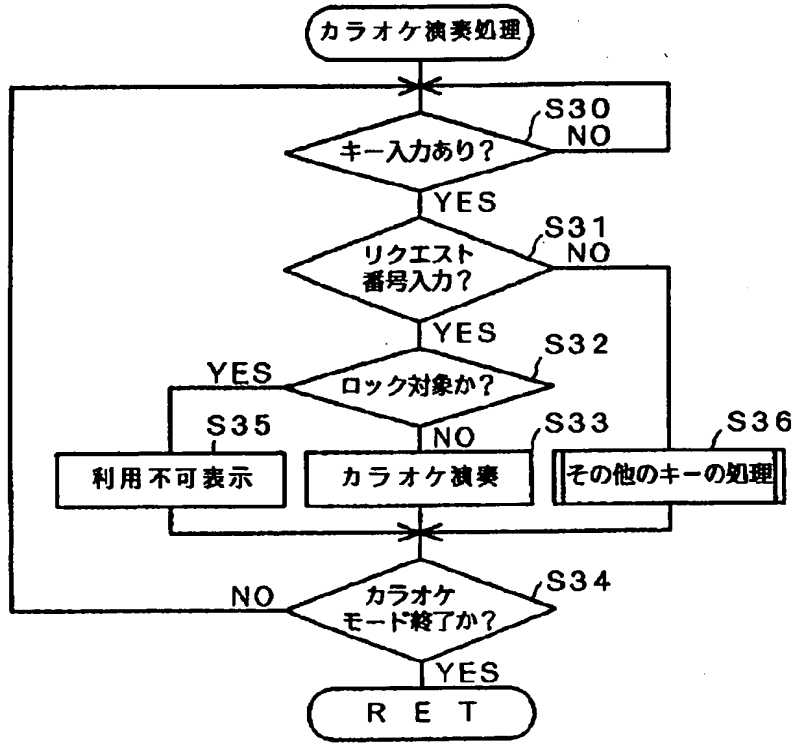 カラオケ演奏処理
S30
キー入力あり?
NO
YES
S31
リクエスト
番号入力?
NO
YES
S32
ロック対象か?
YES
NO
S35
利用不可表示
S33
カラオケ演奏
S36
その他のキーの処理
S34
カラオケ
モード終了か?
NO
YES
RET